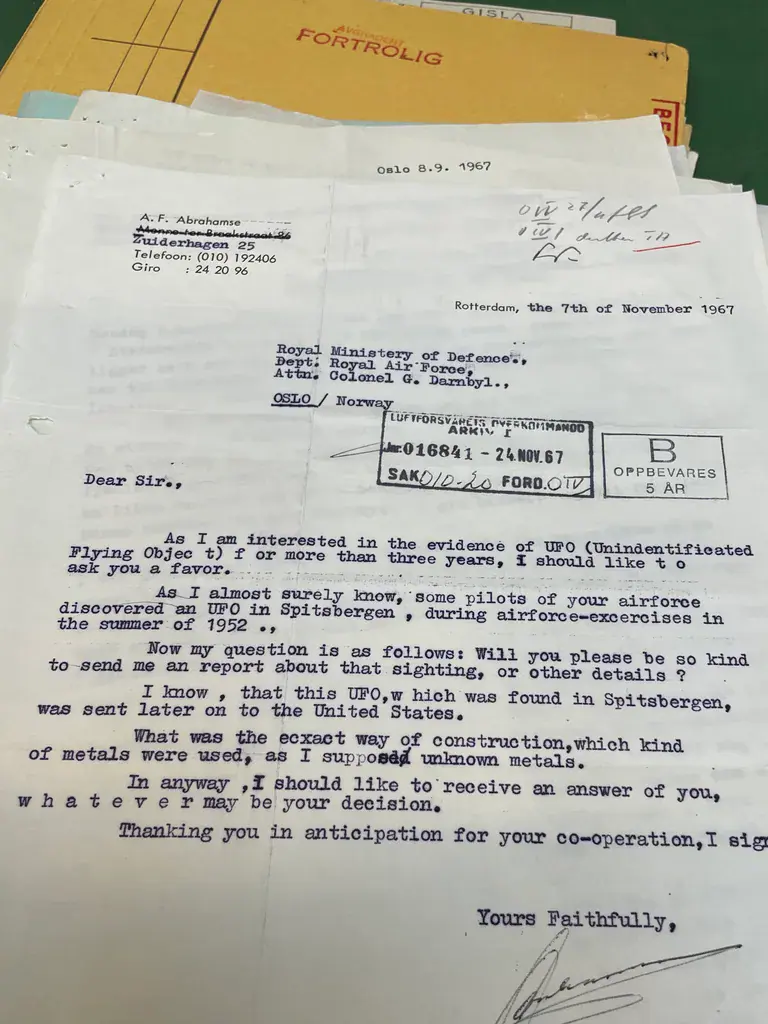 GISLA
FORTROLIG
Oslo 8.9. 1967
A. F. Abrahamse
Zuiderhagen 25
Telefoon: (010) 192406
Giro : 24 20 96
Rotterdam, the 7th of November 1967
Royal Ministery of Defence.,
Dept: Royal Air Force,
Attn. Colonel G. Darnbyl.,
OSLO / Norway
LUFTFORSVARETS OVERKOMMANDO
ARKIV I
Jnr. 016841 - 24.NOV.67
SAK 010-20 FORD. OTV
B
OPPBEVARES
5 ÅR
Dear Sir.,
As I am interested in the evidence of UFO (Unindentificated
Flying Objec t) f or more than three years, I should like t o
ask you a favor.
As I almost surely know, some pilots of your airforce
discovered an UFO in Spitsbergen , during airforce-excercises in
the summer of 1952 .,
Now my question is as follows: Will you please be so kind
to send me an report about that sighting, or other details ?
I know , that this UFO,w hich was found in Spitsbergen,
was sent later on to the United States.
What was the ecxact way of construction,which kind
of metals were used, as I supposed unknown metals.
In anyway ,I should like to receive an answer of you,
w h a t e v e r may be your decision.
Thanking you in anticipation for your co-operation,I sign
Yours Faithfully,